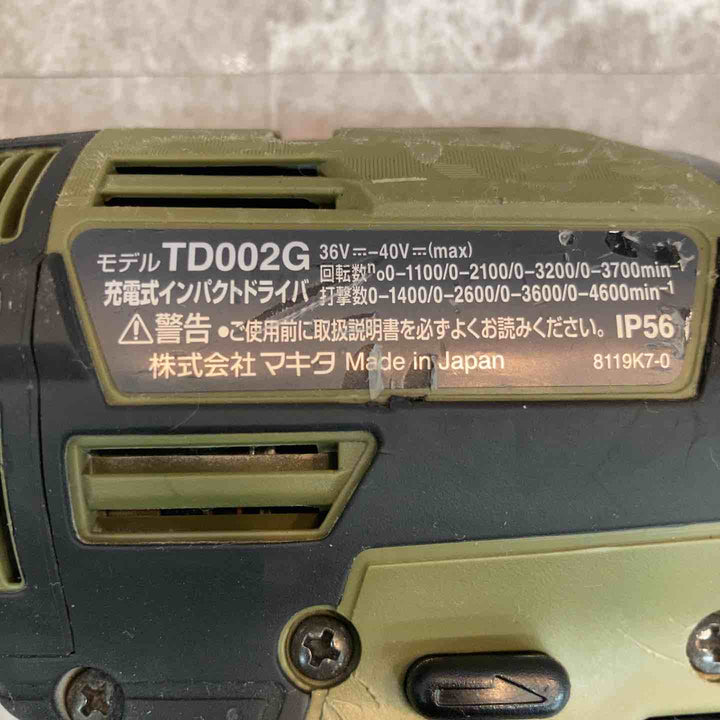 モデル TD002G 36V⎓–40V⎓(max)
充電式インパクトドライバ 回転数n₀0–1100/0–2100/0–3200/0–3700min⁻¹
打撃数0–1400/0–2600/0–3600/0–4600min⁻¹
⚠警告 ●ご使用前に取扱説明書を必ずよくお読みください。 IP56
株式会社 マキタ Made in Japan 8119K7-0